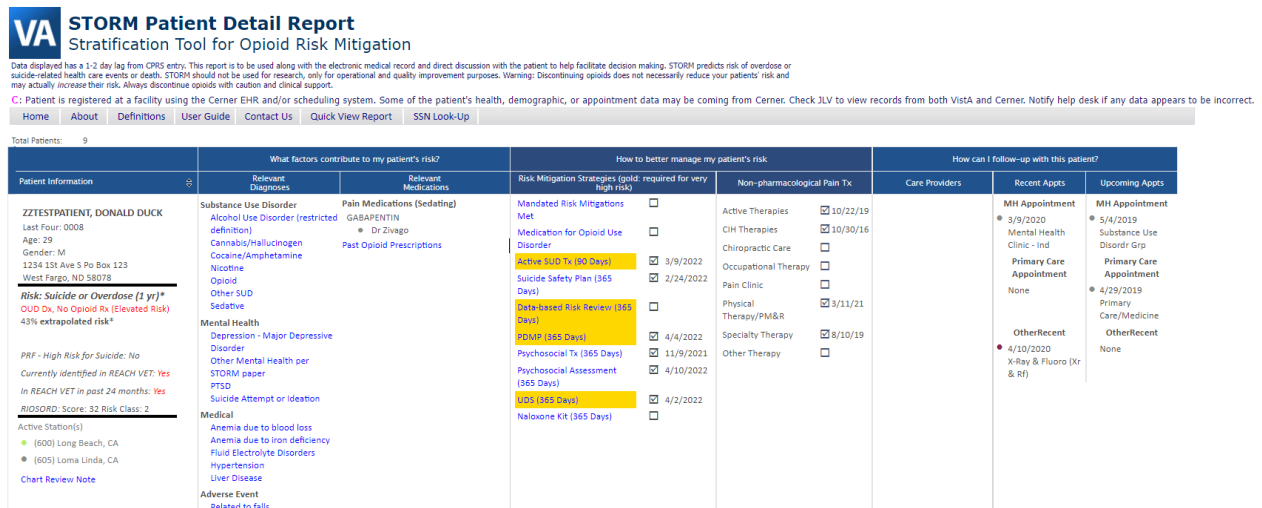 VA
STORM Patient Detail Report
Stratification Tool for Opioid Risk Mitigation
Data displayed has a 1-2 day lag from CPRS entry. This report is to be used along with the electronic medical record and direct discussion with the patient to help facilitate decision making. STORM predicts risk of overdose or
suicide-related health care events or death. STORM should not be used for research, only for operational and quality improvement purposes. Warning: Discontinuing opioids does not necessarily reduce your patients' risk and
may actually increase their risk. Always discontinue opioids with caution and clinical support.
C: Patient is registered at a facility using the Cerner EHR and/or scheduling system. Some of the patient's health, demographic, or appointment data may be coming from Cerner. Check JLV to view records from both VistA and Cerner. Notify help desk if any data appears to be incorrect.
Home About Definitions User Guide Contact Us Quick View Report SSN Look-Up
Total Patients: 9
What factors contribute to my patient's risk?
How to better manage my patient's risk
How can I follow-up with this patient?
Patient Information
Relevant
Diagnoses
Relevant
Medications
Risk Mitigation Strategies (gold: required for very
high risk)
Non-pharmacological Pain Tx
Care Providers
Recent Appts
Upcoming Appts
ZZTESTPATIENT, DONALD DUCK
Last Four: 0008
Age: 29
Gender: M
1234 1St Ave S Po Box 123
West Fargo, ND 58078
Risk: Suicide or Overdose (1 yr)*
OUD Dx, No Opioid Rx (Elevated Risk)
43% extrapolated risk*
PRF - High Risk for Suicide: No
Currently identified in REACH VET: Yes
In REACH VET in past 24 months: Yes
RIOSORD: Score: 32 Risk Class: 2
Active Station(s)
(600) Long Beach, CA
(605) Loma Linda, CA
Chart Review Note
Substance Use Disorder
Alcohol Use Disorder (restricted
definition)
Cannabis/Hallucinogen
Cocaine/Amphetamine
Nicotine
Opioid
Other SUD
Sedative
Mental Health
Depression - Major Depressive
Disorder
Other Mental Health per
STORM paper
PTSD
Suicide Attempt or Ideation
Medical
Anemia due to blood loss
Anemia due to iron deficiency
Fluid Electrolyte Disorders
Hypertension
Liver Disease
Adverse Event
Related to falls
Pain Medications (Sedating)
GABAPENTIN
Dr Zivago
Past Opioid Prescriptions
Mandated Risk Mitigations
Met
Medication for Opioid Use
Disorder
Active SUD Tx (90 Days) 3/9/2022
Suicide Safety Plan (365 2/24/2022
Days)
Data-based Risk Review (365
Days)
PDMP (365 Days) 4/4/2022
Psychosocial Tx (365 Days) 11/9/2021
Psychosocial Assessment 4/10/2022
(365 Days)
UDS (365 Days) 4/2/2022
Naloxone Kit (365 Days)
Active Therapies 10/22/19
CIH Therapies 10/30/16
Chiropractic Care
Occupational Therapy
Pain Clinic
Physical 3/11/21
Therapy/PM&R
Specialty Therapy 8/10/19
Other Therapy
MH Appointment
3/9/2020
Mental Health
Clinic - Ind
Primary Care
Appointment
None
OtherRecent
4/10/2020
X-Ray & Fluoro (Xr
& Rf)
MH Appointment
5/4/2019
Substance Use
Disordr Grp
Primary Care
Appointment
4/29/2019
Primary
Care/Medicine
OtherRecent
None